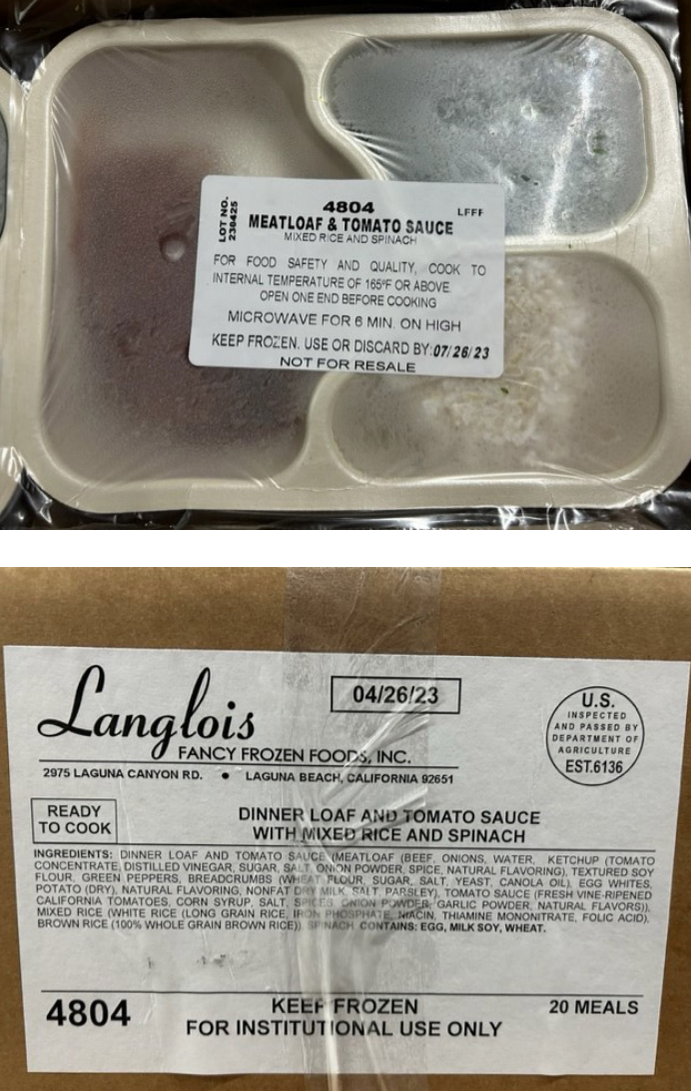 LOT NO.
230425
4804
LFFF
MEATLOAF & TOMATO SAUCE
MIXED RICE AND SPINACH
FOR FOOD SAFETY AND QUALITY, COOK TO
INTERNAL TEMPERATURE OF 165ºF OR ABOVE
OPEN ONE END BEFORE COOKING
MICROWAVE FOR 6 MIN. ON HIGH
KEEP FROZEN. USE OR DISCARD BY:07/26/23
NOT FOR RESALE
Langlois
FANCY FROZEN FOODS, INC.
2975 LAGUNA CANYON RD. • LAGUNA BEACH, CALIFORNIA 92651
04/26/23
U.S.
INSPECTED
AND PASSED BY
DEPARTMENT OF
AGRICULTURE
EST.6136
READY
TO COOK
DINNER LOAF AND TOMATO SAUCE
WITH MIXED RICE AND SPINACH
INGREDIENTS: DINNER LOAF AND TOMATO SAUCE (MEATLOAF (BEEF, ONIONS, WATER, KETCHUP (TOMATO
CONCENTRATE, DISTILLED VINEGAR, SUGAR, SALT, ONION POWDER, SPICE, NATURAL FLAVORING), TEXTURED SOY
FLOUR, GREEN PEPPERS, BREADCRUMBS (WHEAT FLOUR, SUGAR, SALT, YEAST, CANOLA OIL), EGG WHITES,
POTATO (DRY), NATURAL FLAVORING, NONFAT DRY MILK, SALT, PARSLEY), TOMATO SAUCE (FRESH VINE-RIPENED
CALIFORNIA TOMATOES, CORN SYRUP, SALT, SPICES, ONION POWDER, GARLIC POWDER, NATURAL FLAVORS)),
MIXED RICE (WHITE RICE (LONG GRAIN RICE, IRON PHOSPHATE, NIACIN, THIAMINE MONONITRATE, FOLIC ACID),
BROWN RICE (100% WHOLE GRAIN BROWN RICE)), SPINACH CONTAINS: EGG, MILK SOY, WHEAT.
4804
KEEP FROZEN
FOR INSTITUTIONAL USE ONLY
20 MEALS